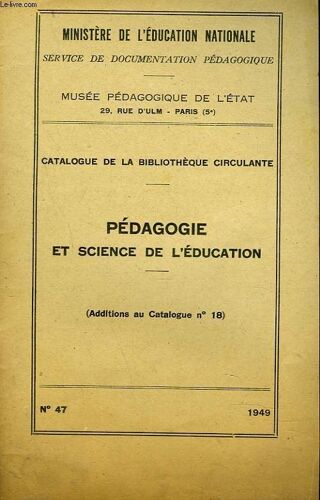 Le-livre.com
MINISTÈRE DE L'ÉDUCATION NATIONALE
SERVICE DE DOCUMENTATION PÉDAGOGIQUE
MUSÉE PÉDAGOGIQUE DE L'ÉTAT
29, RUE D'ULM - PARIS (5e)
CATALOGUE DE LA BIBLIOTHÈQUE CIRCULANTE
PÉDAGOGIE
ET SCIENCE DE L'ÉDUCATION
(Additions au Catalogue n° 18)
N° 47 1949